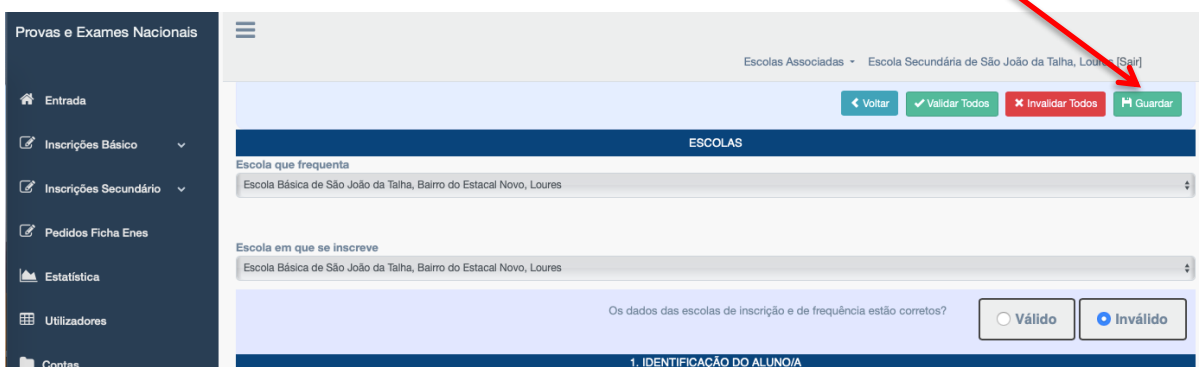 Provas e Exames Nacionais
Escolas Associadas
Escola Secundária de São João da Talha, Loures [Sair]
Entrada
Inscrições Básico
Inscrições Secundário
Pedidos Ficha Enes
Estatística
Utilizadores
Contas
Voltar
Validar Todos
Invalidar Todos
Guardar
ESCOLAS
Escola que frequenta
Escola Básica de São João da Talha, Bairro do Estacal Novo, Loures
Escola em que se inscreve
Escola Básica de São João da Talha, Bairro do Estacal Novo, Loures
Os dados das escolas de inscrição e de frequência estão corretos?
Válido
Inválido
1. IDENTIFICAÇÃO DO ALUNO/A